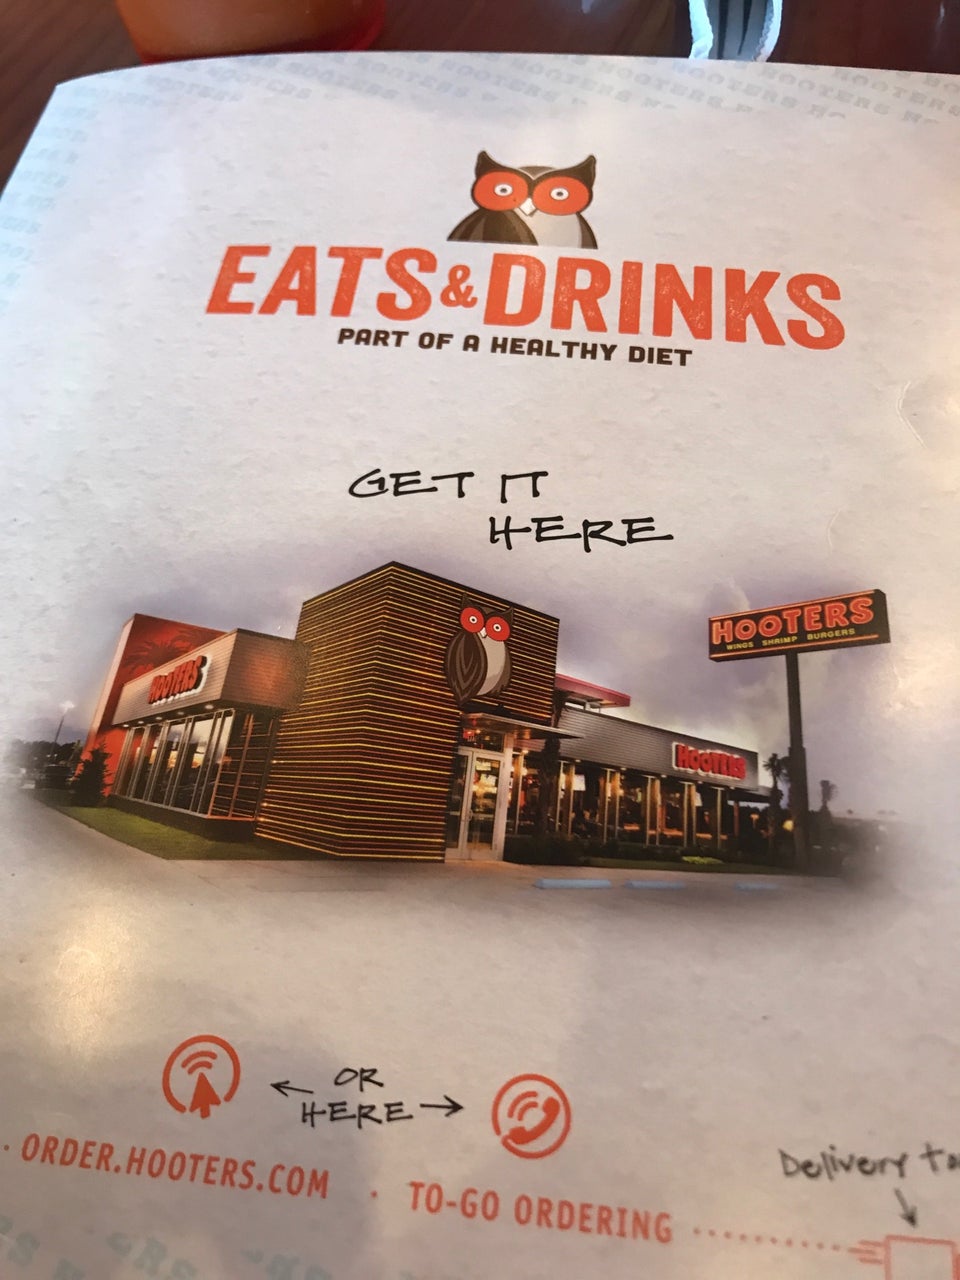 EATS & DRINKS
PART OF A HEALTHY DIET
GET IT
HERE
HOOTERS
WINGS SHRIMP BURGERS
HOOTERS
HOOTERS
OR
HERE
ORDER.HOOTERS.COM · TO-GO ORDERING
Delivery